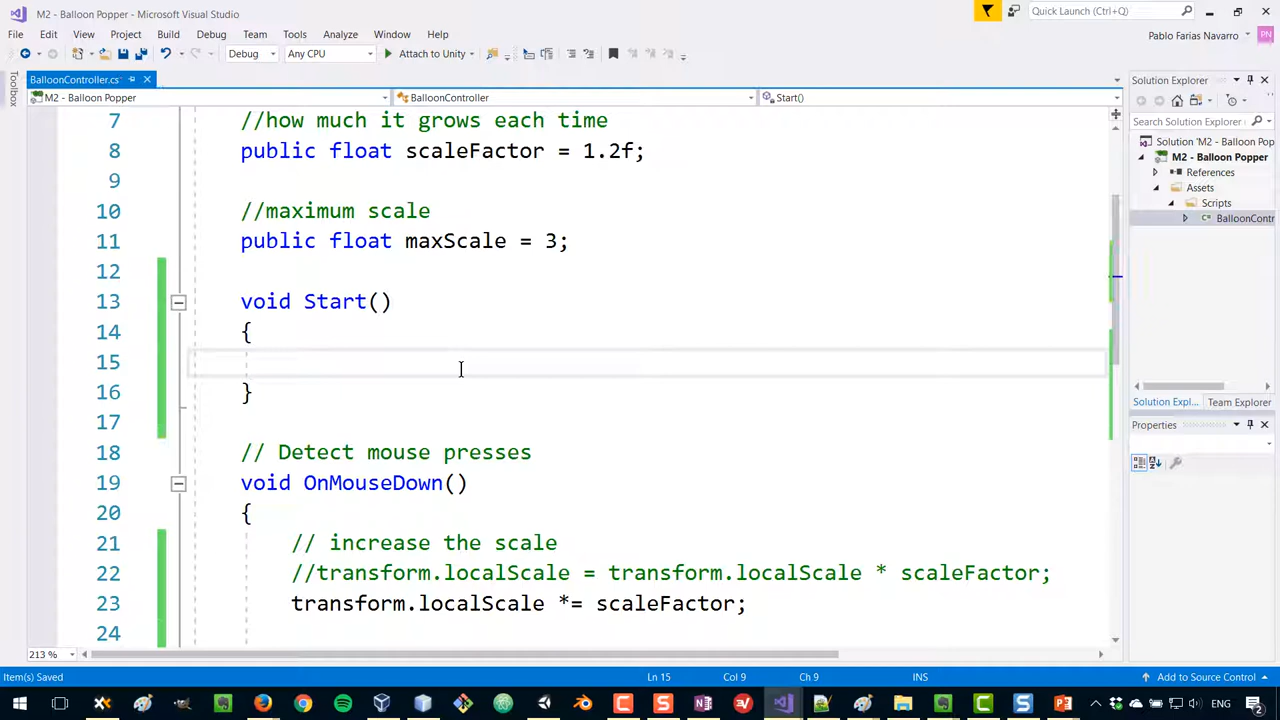 M2 - Balloon Popper - Microsoft Visual Studio
Quick Launch (Ctrl+Q)
File Edit View Project Build Debug Team Tools Analyze Window Help
Pablo Farias Navarro PN
Debug Any CPU Attach to Unity
Toolbox
BalloonController.cs*
M2 - Balloon Popper BalloonController Start()
7 //how much it grows each time
8 public float scaleFactor = 1.2f;
9
10 //maximum scale
11 public float maxScale = 3;
12
13 void Start()
14 {
15
16 }
17
18 // Detect mouse presses
19 void OnMouseDown()
20 {
21 // increase the scale
22 //transform.localScale = transform.localScale * scaleFactor;
23 transform.localScale *= scaleFactor;
24
213 %
Solution Explorer
Search Solution Explorer
Solution 'M2 - Balloon Pop
M2 - Balloon Popper
References
Assets
Scripts
BalloonContr
Solution Expl... Team Explorer
Properties
Item(s) Saved Ln 15 Col 9 Ch 9 INS Add to Source Control
ENG 2